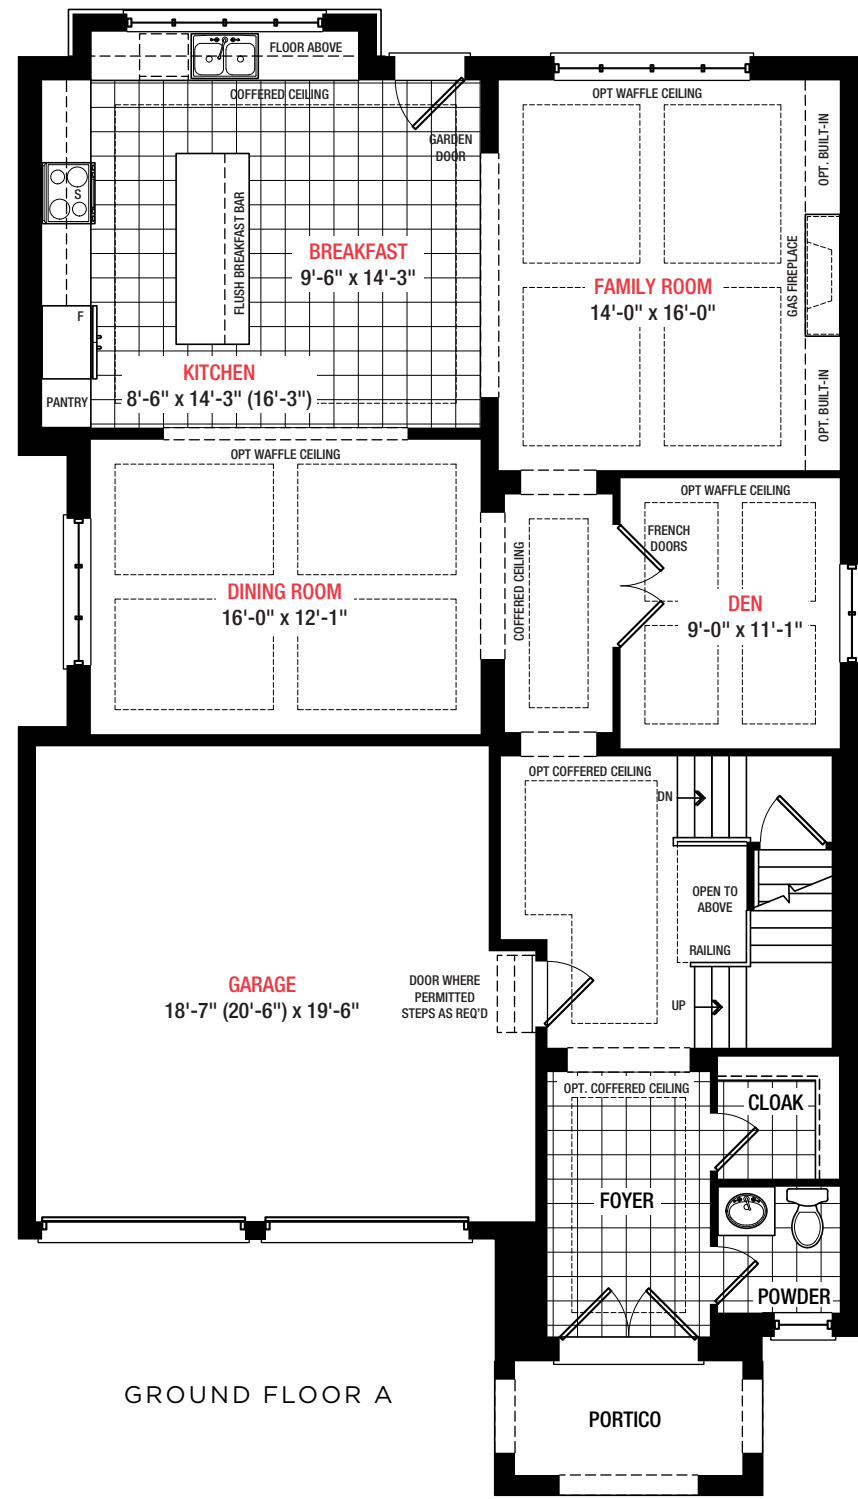 FLOOR ABOVE
COFFERED CEILING
GARDEN
DOOR
S
FLUSH BREAKFAST BAR
BREAKFAST
9'-6" x 14'-3"
F
KITCHEN
8'-6" x 14'-3" (16'-3")
PANTRY
OPT WAFFLE CEILING
OPT. BUILT-IN
GAS FIREPLACE
FAMILY ROOM
14'-0" x 16'-0"
OPT. BUILT-IN
OPT WAFFLE CEILING
DINING ROOM
16'-0" x 12'-1"
COFFERED CEILING
OPT WAFFLE CEILING
FRENCH
DOORS
DEN
9'-0" x 11'-1"
OPT COFFERED CEILING
DN
OPEN TO
ABOVE
RAILING
UP
GARAGE
18'-7" (20'-6") x 19'-6"
DOOR WHERE
PERMITTED
STEPS AS REQ'D
OPT. COFFERED CEILING
CLOAK
FOYER
POWDER
GROUND FLOOR A
PORTICO